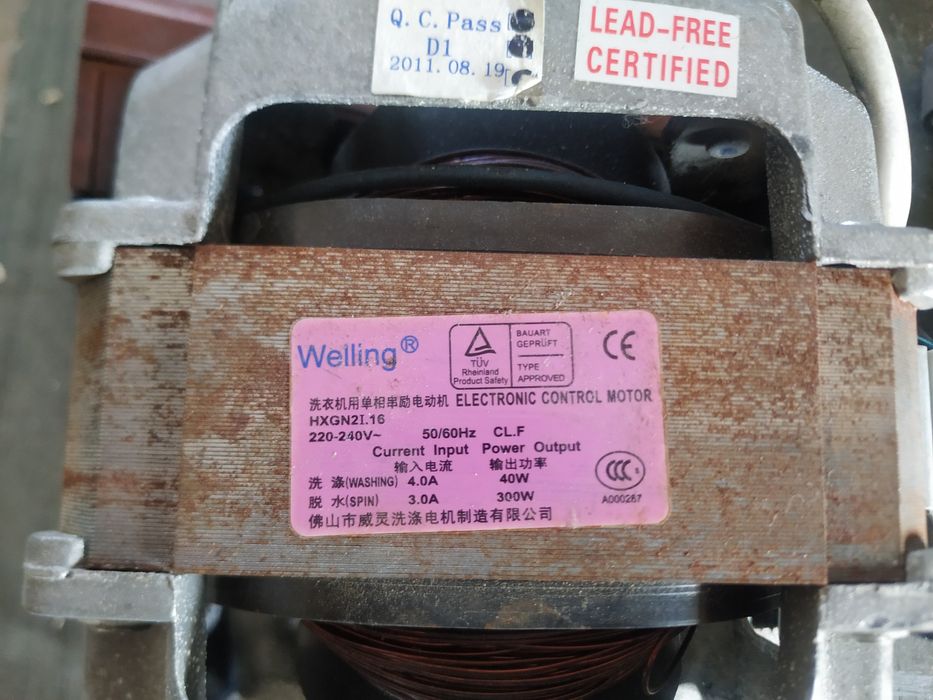 Q.C.Pass
D1
2011.08.19
LEAD-FREE
CERTIFIED
Welling®
TÜV
Rheinland
Product Safety
BAUART
GEPRÜFT
TYPE
APPROVED
CE
洗衣机用单相串励电动机 ELECTRONIC CONTROL MOTOR
HXGN2I.16
220-240V~ 50/60Hz CL.F
Current Input Power Output
输入电流 输出功率
洗 涤(WASHING) 4.0A 40W
脱 水(SPIN) 3.0A 300W
CCC
A000267
佛山市威灵洗涤电机制造有限公司